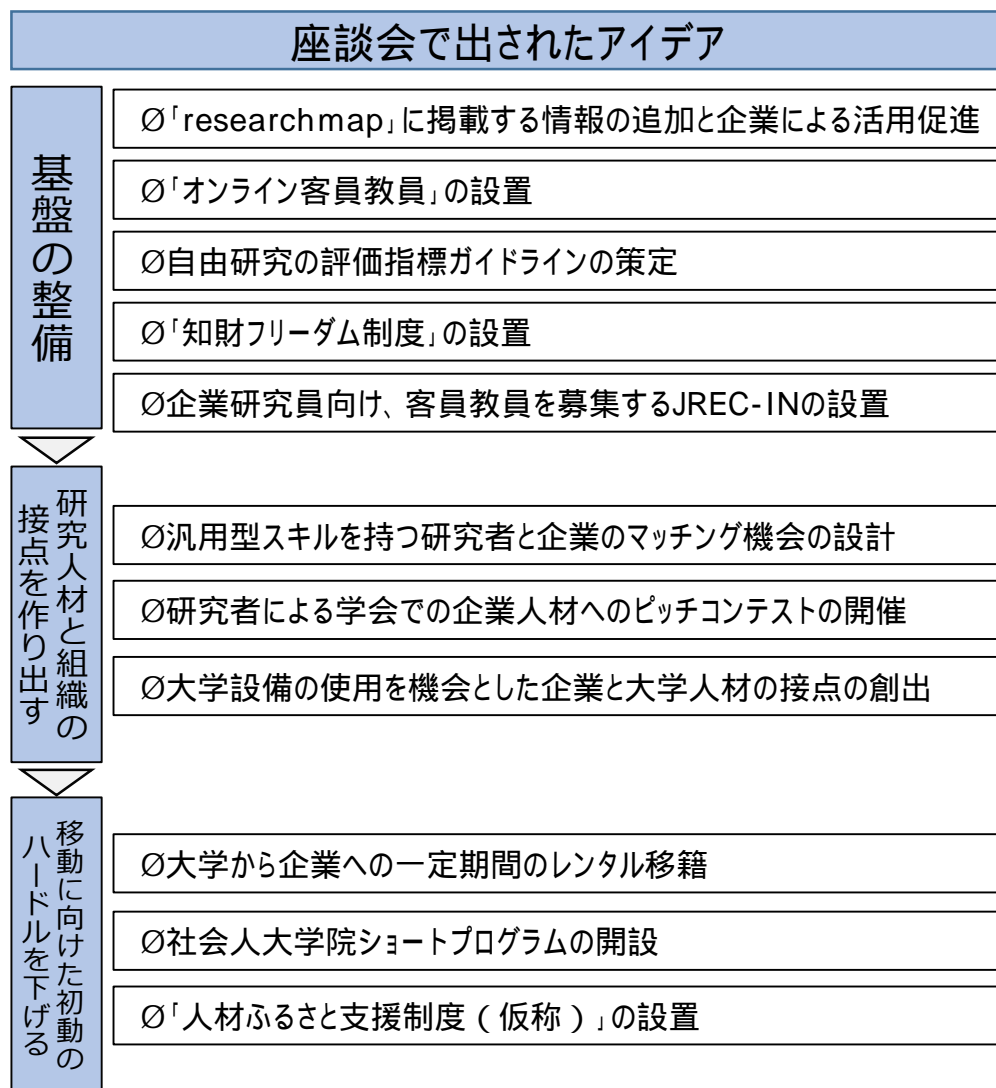 座談会で出されたアイデア
基盤の整備
Ø「researchmap」に掲載する情報の追加と企業による活用促進
Ø「オンライン客員教員」の設置
Ø自由研究の評価指標ガイドラインの策定
Ø「知財フリーダム制度」の設置
Ø企業研究員向け、客員教員を募集するJREC-INの設置
研究人材と組織の
接点を作り出す
Ø汎用型スキルを持つ研究者と企業のマッチング機会の設計
Ø研究者による学会での企業人材へのピッチコンテストの開催
Ø大学設備の使用を機会とした企業と大学人材の接点の創出
移動に向けた初動の
ハードルを下げる
Ø大学から企業への一定期間のレンタル移籍
Ø社会人大学院ショートプログラムの開設
Ø「人材ふるさと支援制度（仮称）」の設置